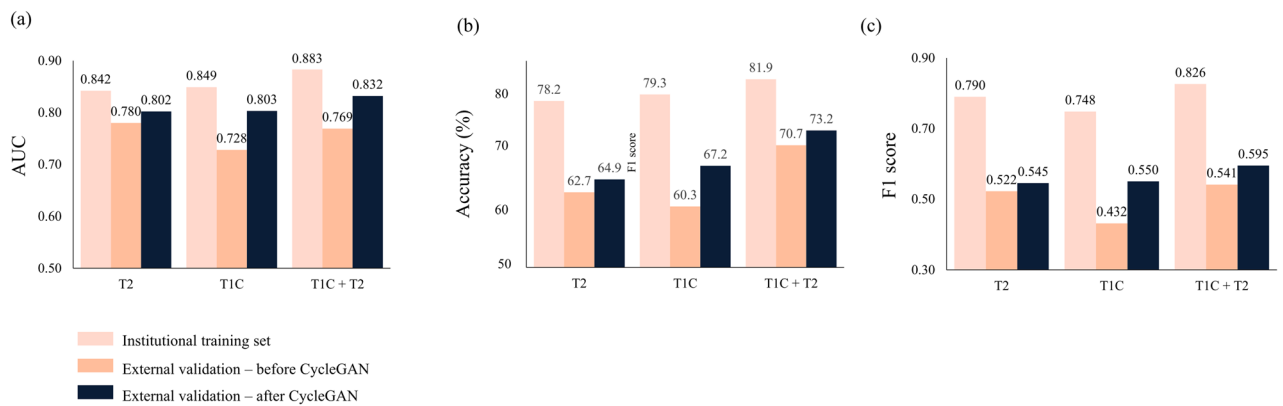 (a)
AUC
0.90
0.80
0.70
0.60
0.50
0.842
0.780
0.802
0.849
0.728
0.803
0.883
0.769
0.832
T2
T1C
T1C + T2
(b)
Accuracy (%)
80
70
60
50
78.2
62.7
64.9
F1 score
79.3
60.3
67.2
81.9
70.7
73.2
T2
T1C
T1C + T2
(c)
F1 score
0.90
0.70
0.50
0.30
0.790
0.522
0.545
0.748
0.432
0.550
0.826
0.541
0.595
T2
T1C
T1C + T2
Institutional training set
External validation – before CycleGAN
External validation – after CycleGAN